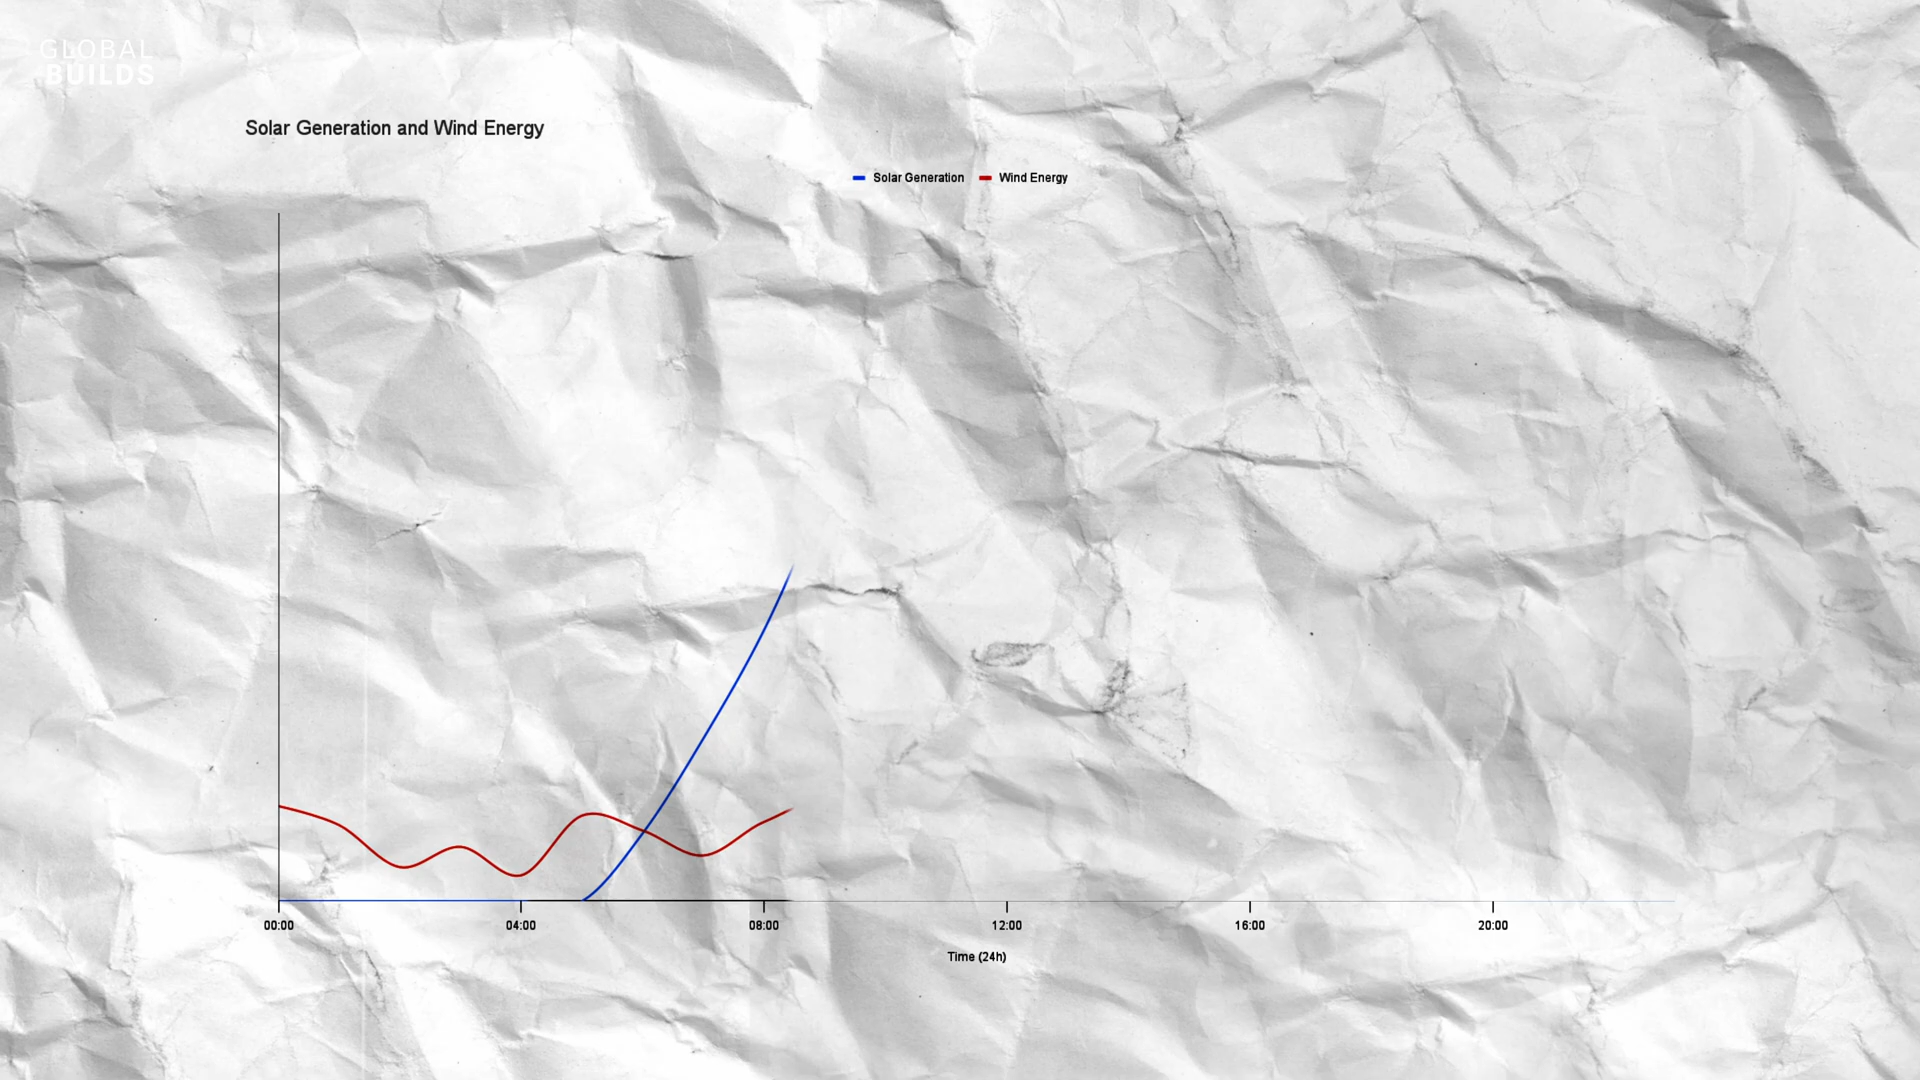 GLOBAL
BUILDS
Solar Generation and Wind Energy
Solar Generation Wind Energy
00:00 04:00 08:00 12:00 16:00 20:00
Time (24h)